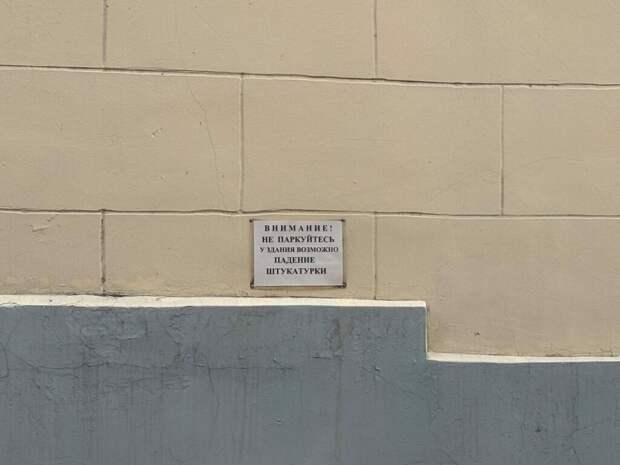 ВНИМАНИЕ!
НЕ ПАРКУЙТЕСЬ
У ЗДАНИЯ ВОЗМОЖНО
ПАДЕНИЕ
ШТУКАТУРКИ